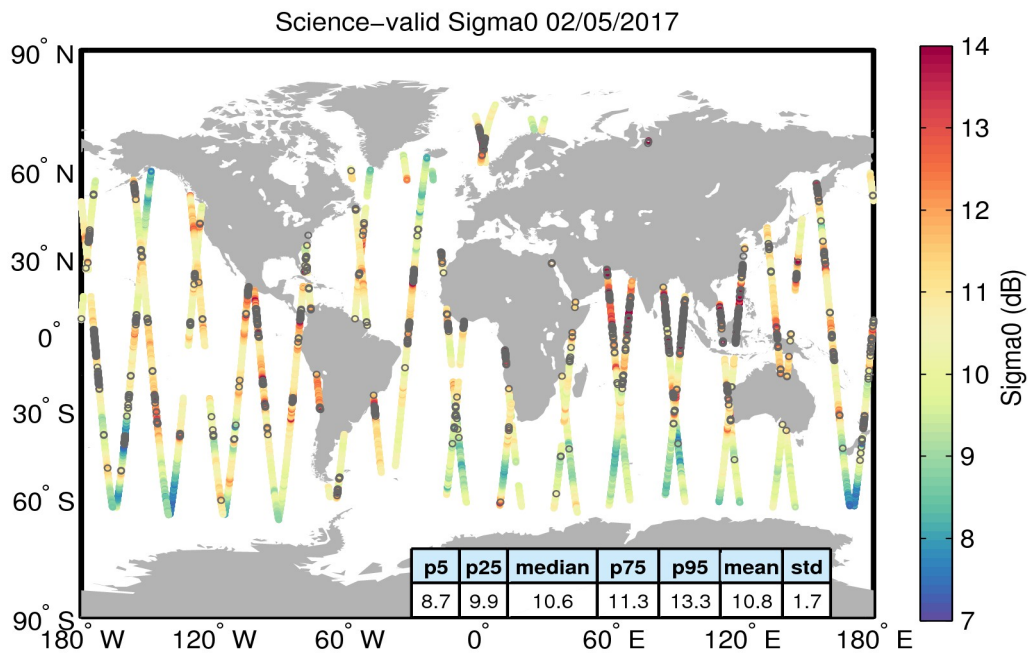 Science−valid Sigma0 02/05/2017
90° N
60° N
30° N
0°
30° S
60° S
90° S
180° W
120° W
60° W
0°
60° E
120° E
180° E
p5 p25 median p75 p95 mean std
8.7 9.9 10.6 11.3 13.3 10.8 1.7
14
13
12
11
10
9
8
7
Sigma0 (dB)